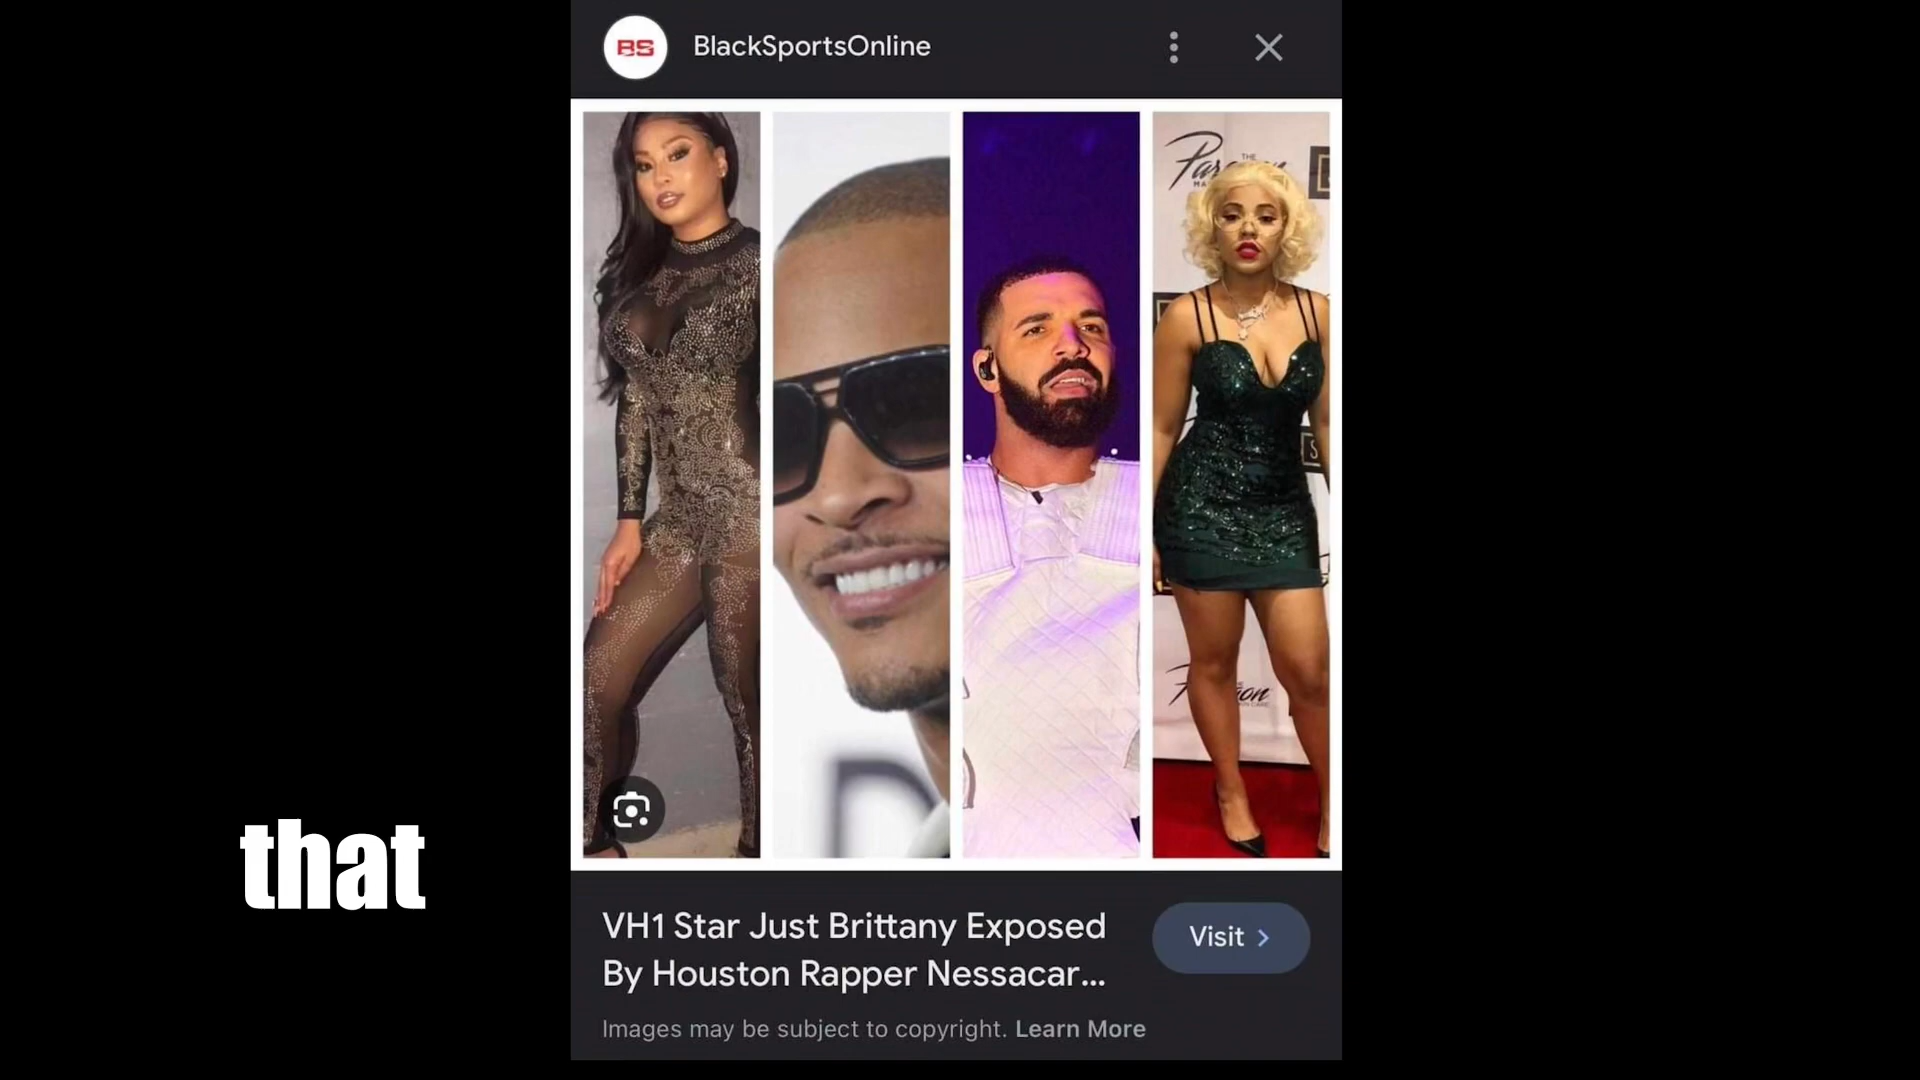 BS
BlackSportsOnline
THE
that
VH1 Star Just Brittany Exposed
By Houston Rapper Nessacar...
Visit
Images may be subject to copyright. Learn More